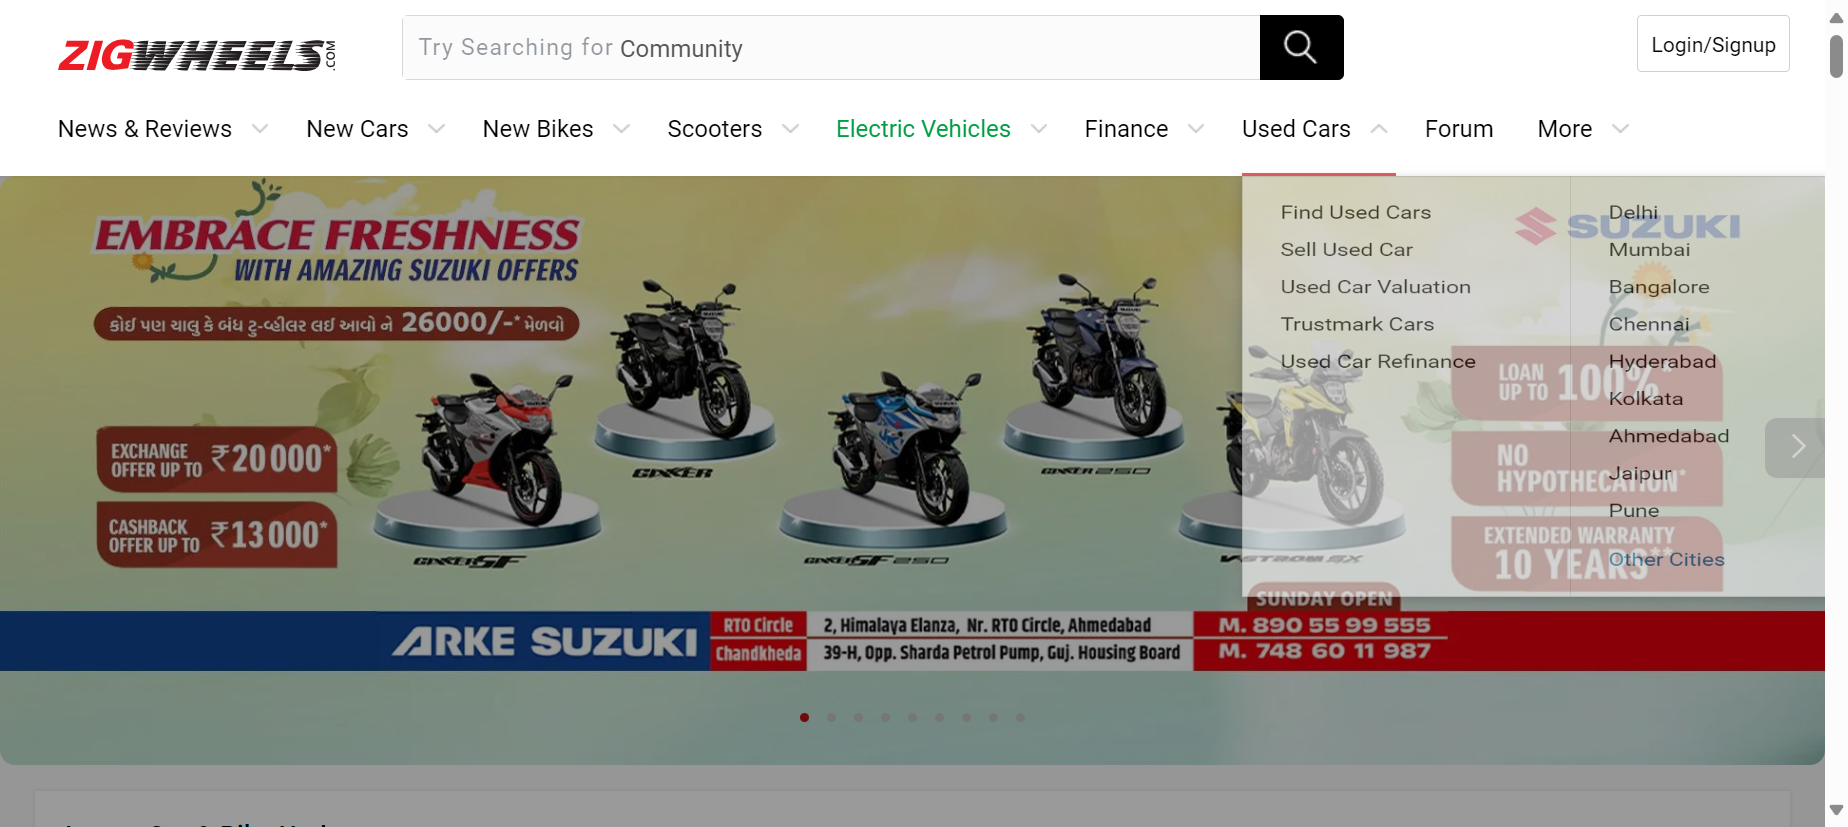 ZIGWHEELS.COM
Try Searching for Community
Login/Signup
News & Reviews
New Cars
New Bikes
Scooters
Electric Vehicles
Finance
Used Cars
Forum
More
EMBRACE FRESHNESS
WITH AMAZING SUZUKI OFFERS
કોઈ પણ ચાલુ કે બંધ ટુ-વ્હીલર લઈ આવો ને 26000/-* મેળવો
EXCHANGE
OFFER UP TO ₹20000*
CASHBACK
OFFER UP TO ₹13000*
GIXXER SF
GIXXER
GIXXER SF 250
GIXXER 250
V-STROM SX
Find Used Cars
Sell Used Car
Used Car Valuation
Trustmark Cars
Used Car Refinance
Delhi
Mumbai
Bangalore
Chennai
Hyderabad
Kolkata
Ahmedabad
Jaipur
Pune
Other Cities
SUZUKI
LOAN
UP TO 100%*
NO
HYPOTHECATION*
EXTENDED WARRANTY
10 YEARS**
SUNDAY OPEN
ARKE SUZUKI
RTO Circle
2, Himalaya Elanza, Nr. RTO Circle, Ahmedabad
M. 890 55 99 555
Chandkheda
39-H, Opp. Sharda Petrol Pump, Guj. Housing Board
M. 748 60 11 987